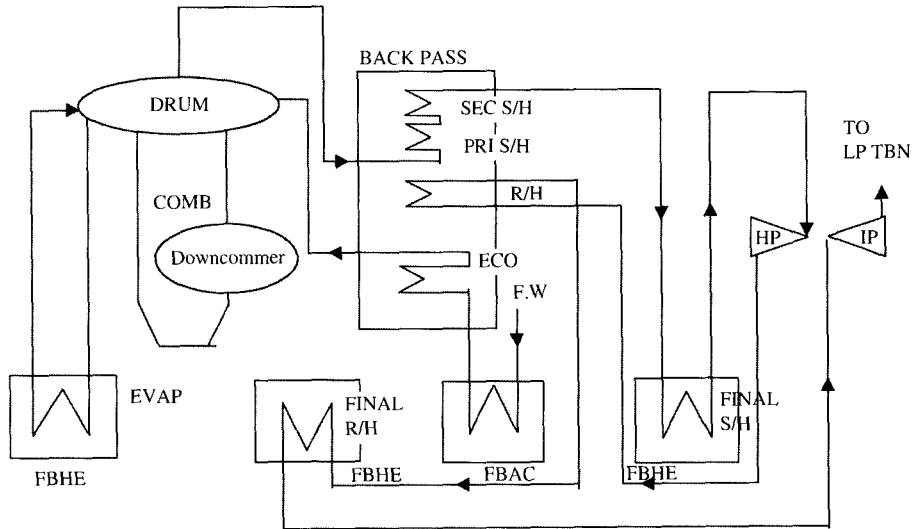 BACK PASS
DRUM
SEC S/H
PRI S/H
TO
LP TBN
COMB
R/H
HP
IP
Downcommer
ECO
F.W
EVAP
FINAL
R/H
FINAL
S/H
FBHE
FBHE
FBAC
FBHE